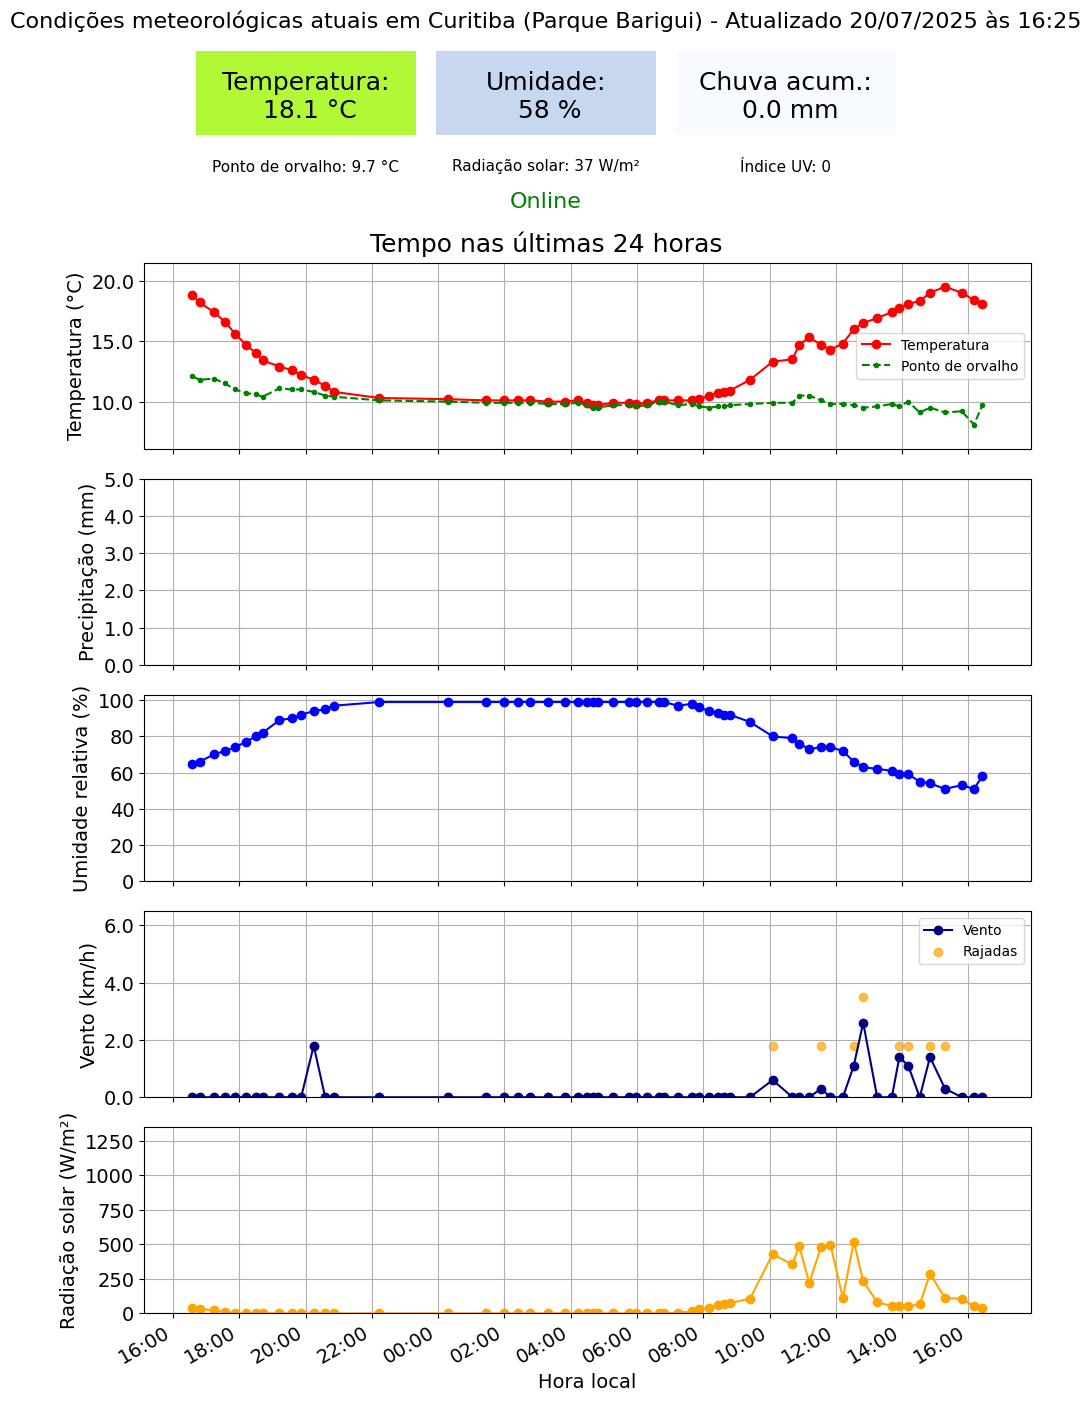 Condições meteorológicas atuais em Curitiba (Parque Barigui) - Atualizado 20/07/2025 às 16:25
Temperatura:
18.1 °C
Umidade:
58 %
Chuva acum.:
0.0 mm
Ponto de orvalho: 9.7 °C
Radiação solar: 37 W/m²
Índice UV: 0
Online
Tempo nas últimas 24 horas
Temperatura (°C)
20.0
15.0
10.0
Temperatura
Ponto de orvalho
Precipitação (mm)
5.0
4.0
3.0
2.0
1.0
0.0
Umidade relativa (%)
100
80
60
40
20
0
Vento (km/h)
6.0
4.0
2.0
0.0
Vento
Rajadas
Radiação solar (W/m²)
1250
1000
750
500
250
0
16:00
18:00
20:00
22:00
00:00
02:00
04:00
06:00
08:00
10:00
12:00
14:00
16:00
Hora local